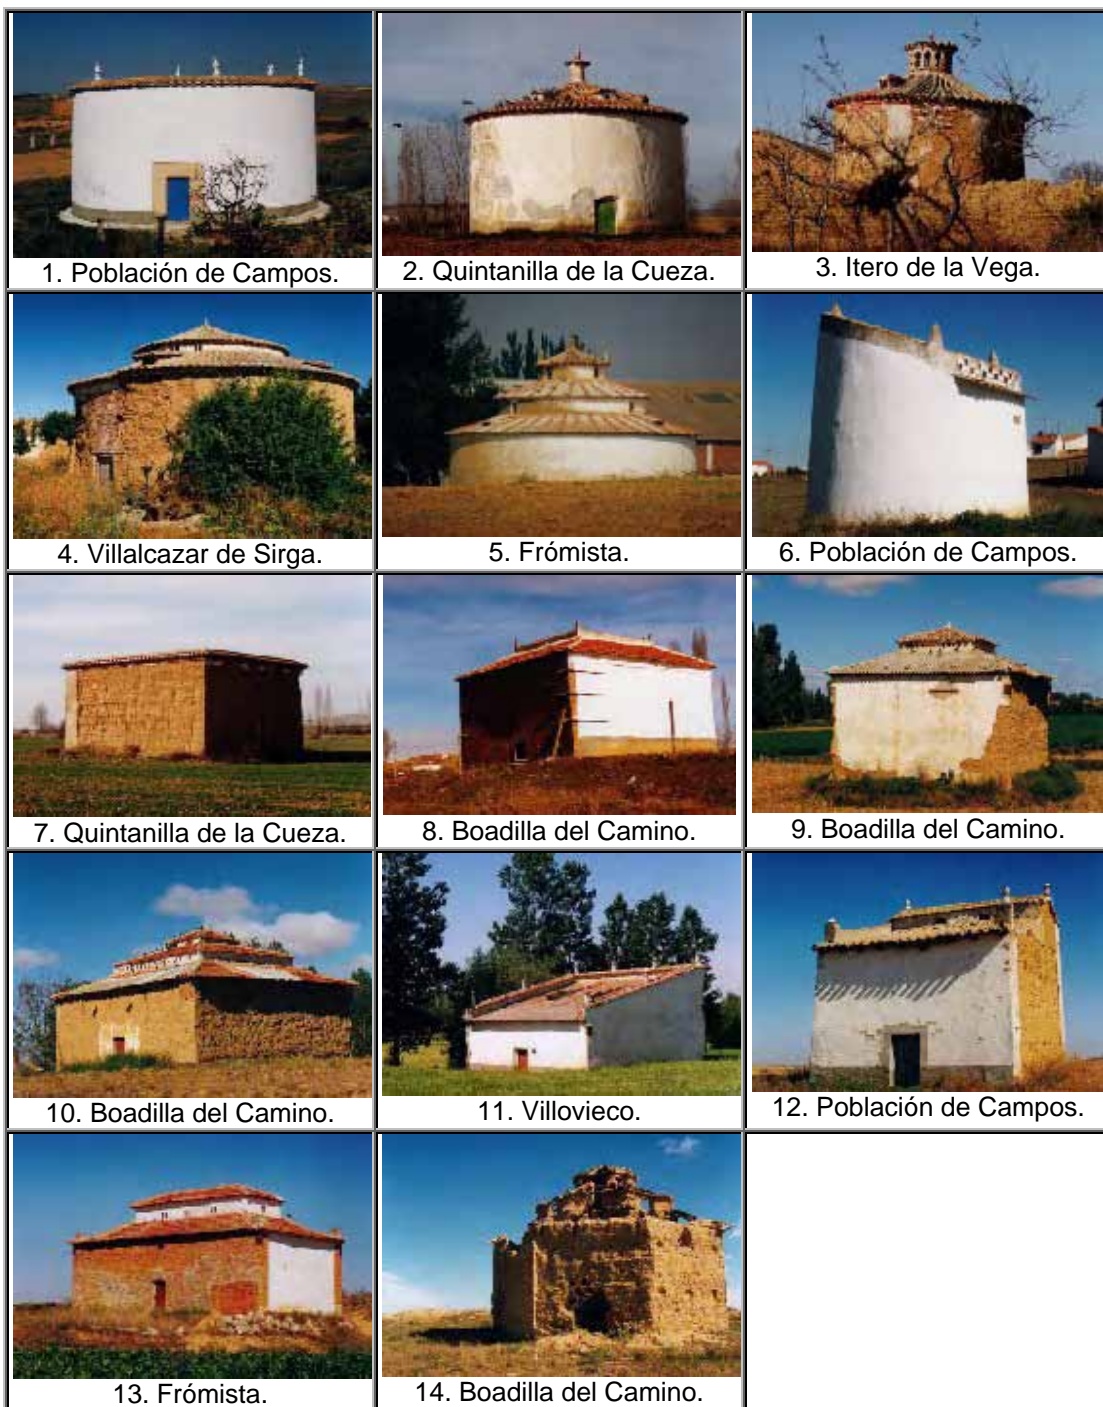 1. Población de Campos.
2. Quintanilla de la Cueza.
3. Itero de la Vega.
4. Villalcazar de Sirga.
5. Frómista.
6. Población de Campos.
7. Quintanilla de la Cueza.
8. Boadilla del Camino.
9. Boadilla del Camino.
10. Boadilla del Camino.
11. Villovieco.
12. Población de Campos.
13. Frómista.
14. Boadilla del Camino.